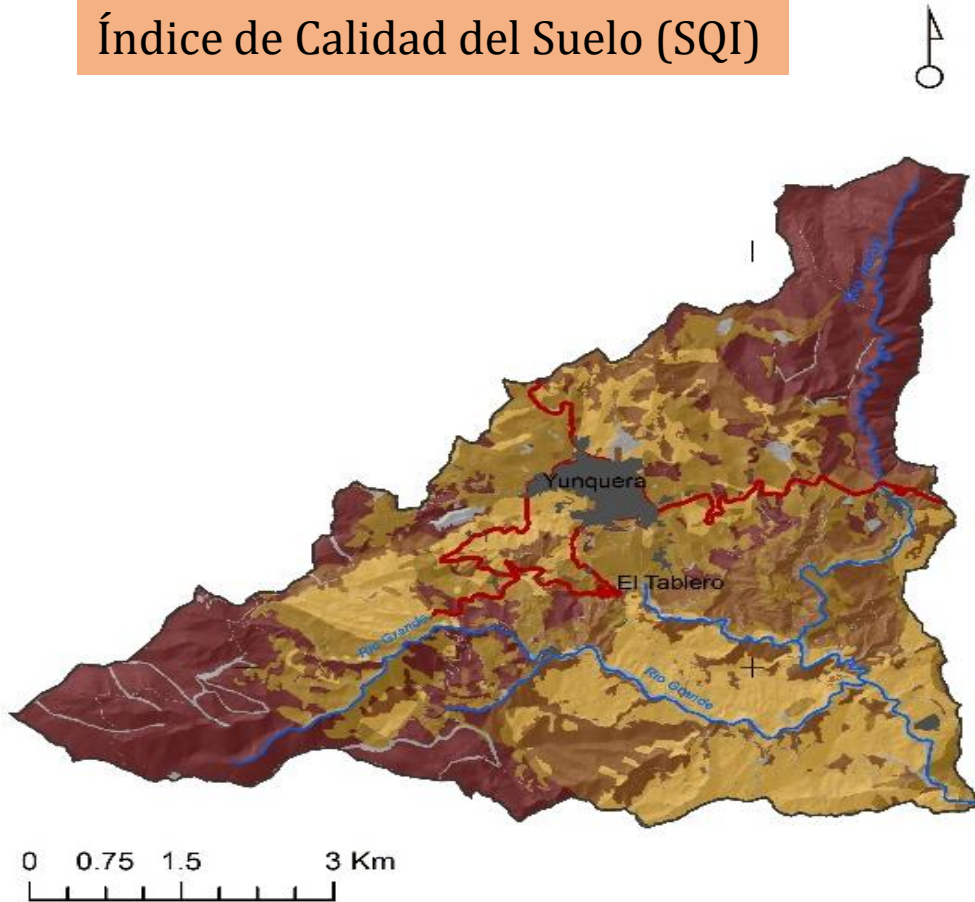 Índice de Calidad del Suelo (SQI)
Yunquera
El Tablero
Río Grande
Río Grande
0 0.75 1.5 3 Km